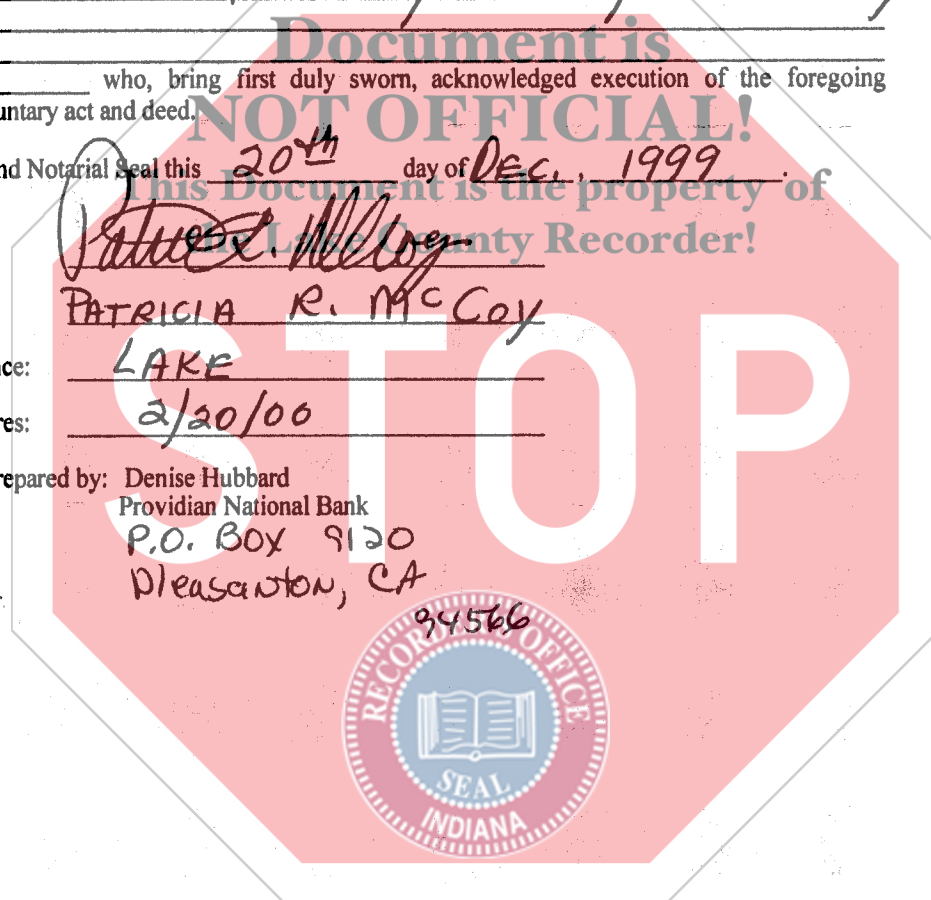 Document is
who, bring first duly sworn, acknowledged execution of the foregoing
untary act and deed.
NOT OFFICIAL!
nd Notarial Seal this 20th day of DEC., 1999.
This Document is the property of
the Lake County Recorder!
PATRICIA R. McCoy
ce: LAKE
res: 2/20/00
STOP
repared by: Denise Hubbard
Providian National Bank
P.O. BOX 9120
Pleasanton, CA
94566
RECORDER'S OFFICE
SEAL
INDIANA